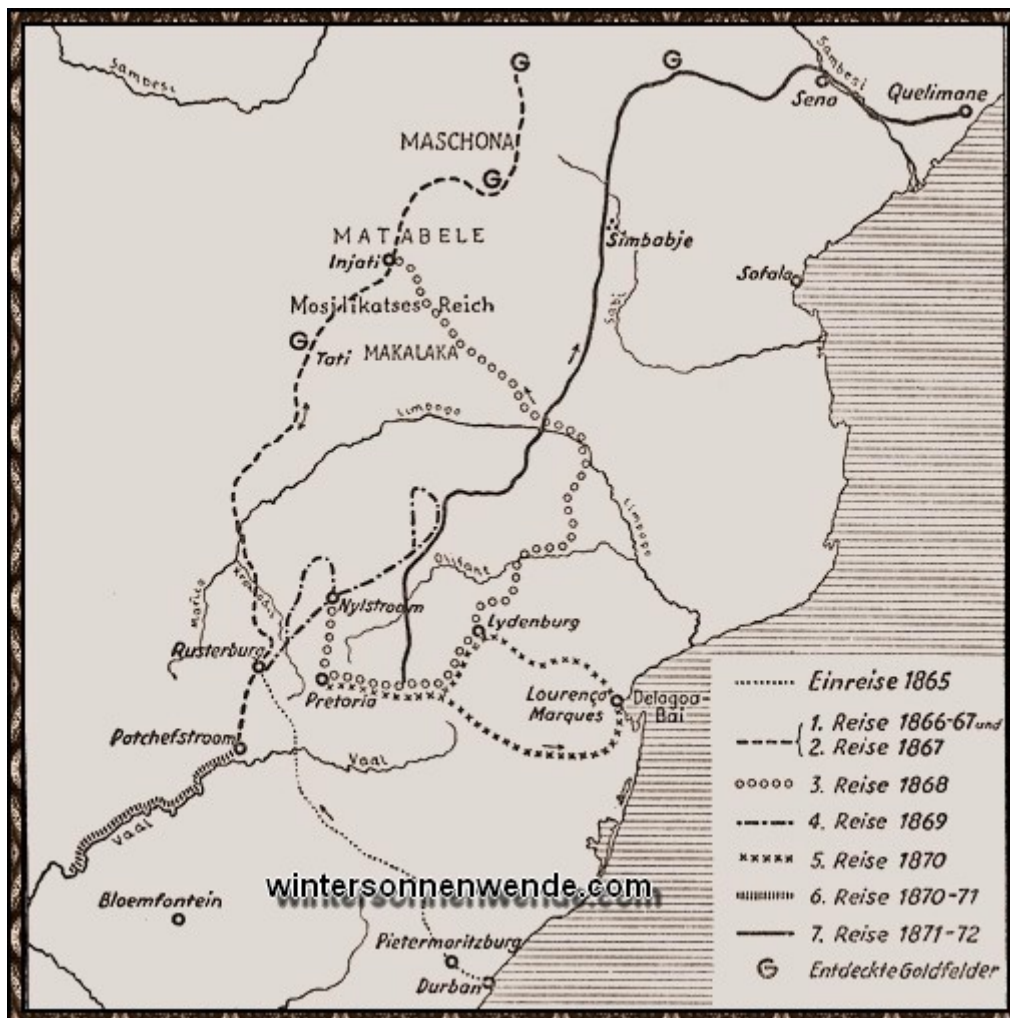 Sambesi
Sambesi
Sena
Quelimane
MASCHONA
G
G
G
MATABELE
Injati
Simbabje
Sofala
Mosilikatses Reich
G
Tati
MAKALAKA
Sabi
Limpopo
Limpopo
Olifant
Marico
Krokodil
Nylstroom
Lydenburg
Rusterburg
Pretoria
Lourenço
Marques
Delagoa-
Bai
Potchefstroom
Vaal
Vaal
Bloemfontein
wintersonnenwende.com
Pietermaritzburg
Durban
Einreise 1865
1. Reise 1866-67 und
2. Reise 1867
3. Reise 1868
4. Reise 1869
5. Reise 1870
6. Reise 1870-71
7. Reise 1871-72
G Entdeckte Goldfelder